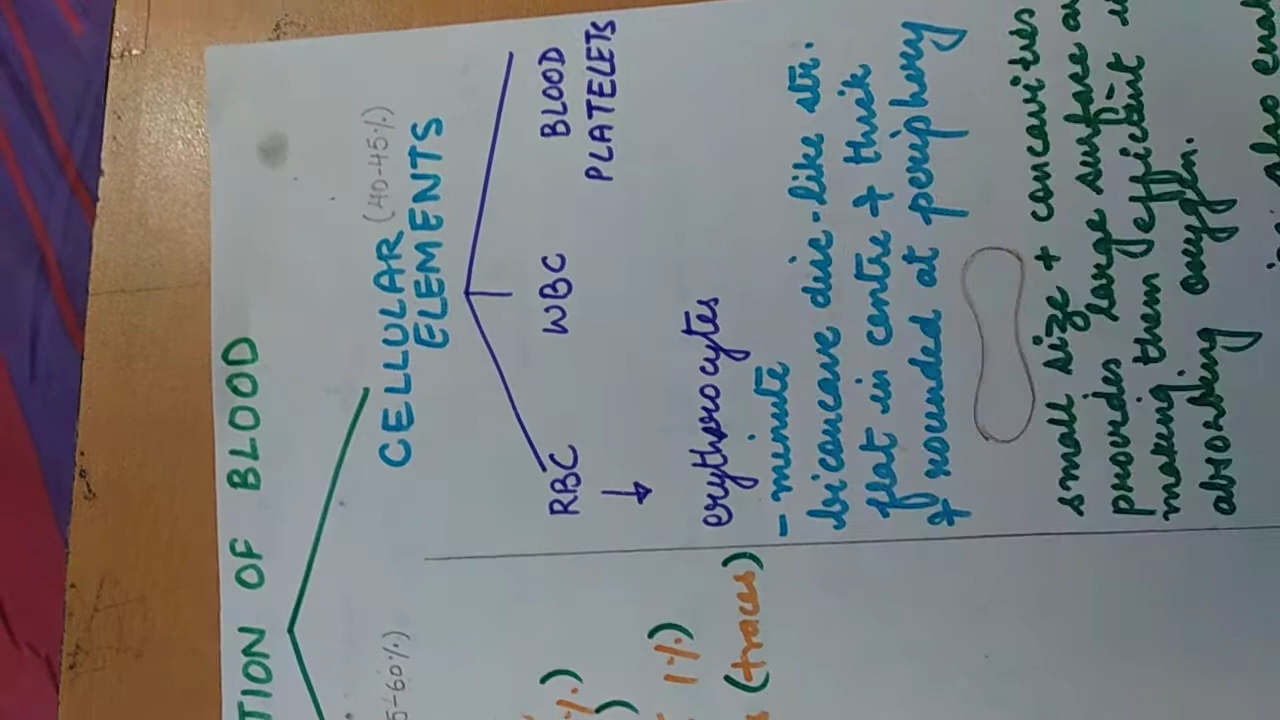 TION OF BLOOD
5-60%)
CELLULAR (40-45%)
ELEMENTS
RBC
WBC
BLOOD
PLATELETS
%)
)
1%)
(traces)
erythrocytes
- minute
biconcave disc-like str.
flat in centre & thick
& rounded at periphery
small size + concavities
provides large surface
making them efficient
absorbing oxygen.
also